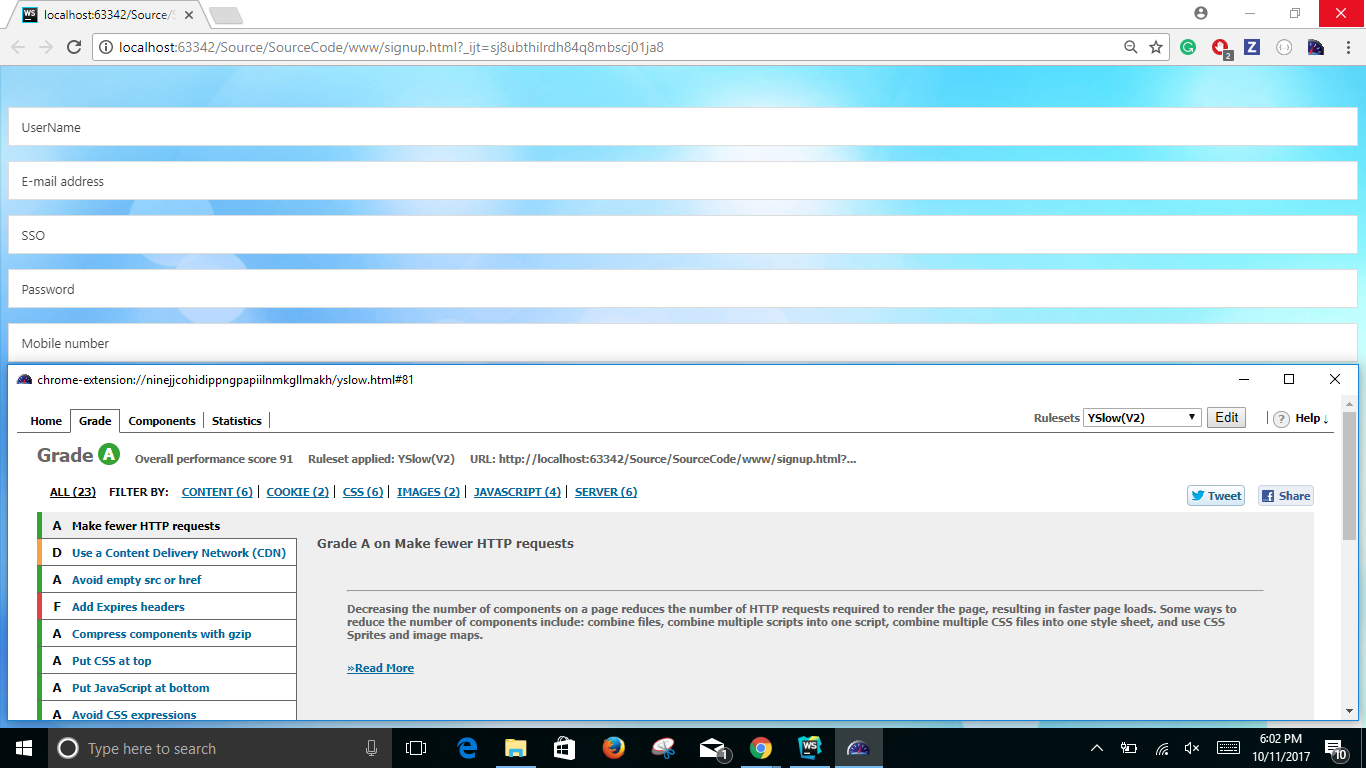 WS localhost:63342/Source/S
localhost:63342/Source/SourceCode/www/signup.html?_ijt=sj8ubthilrdh84q8mbscj01ja8
2
UserName
E-mail address
SSO
Password
Mobile number
chrome-extension://ninejjcohidippngpapiilnmkgllmakh/yslow.html#81
Home Grade Components Statistics Rulesets YSlow(V2) Edit ? Help ↓
Grade A Overall performance score 91 Ruleset applied: YSlow(V2) URL: http://localhost:63342/Source/SourceCode/www/signup.html?...
ALL (23) FILTER BY: CONTENT (6) | COOKIE (2) | CSS (6) | IMAGES (2) | JAVASCRIPT (4) | SERVER (6) Tweet Share
A Make fewer HTTP requests
D Use a Content Delivery Network (CDN)
A Avoid empty src or href
F Add Expires headers
A Compress components with gzip
A Put CSS at top
A Put JavaScript at bottom
A Avoid CSS expressions
Grade A on Make fewer HTTP requests
Decreasing the number of components on a page reduces the number of HTTP requests required to render the page, resulting in faster page loads. Some ways to
reduce the number of components include: combine files, combine multiple scripts into one script, combine multiple CSS files into one style sheet, and use CSS
Sprites and image maps.
»Read More
Type here to search
1
WS
6:02 PM
10/11/2017
10